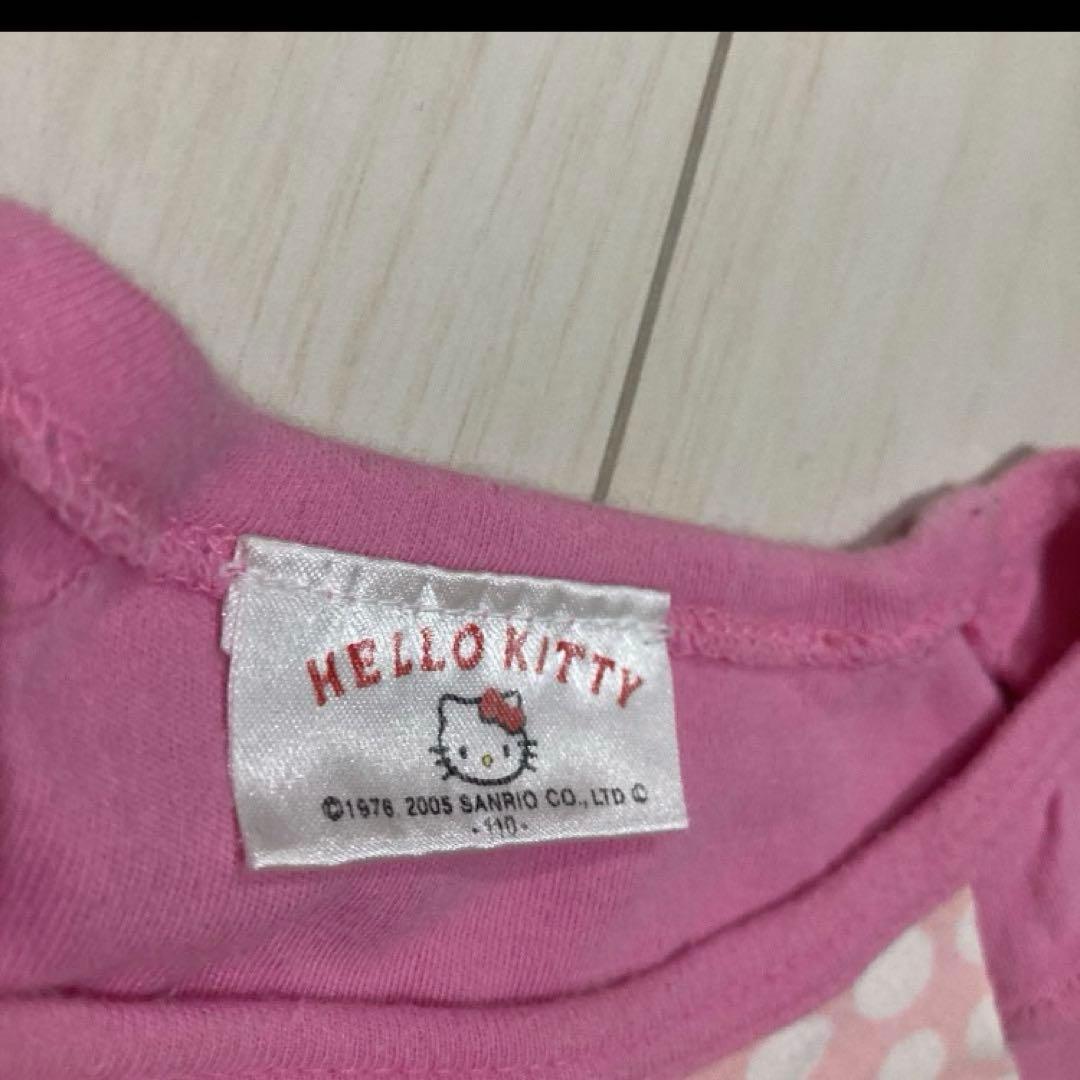 HELLO KITTY
©1976 2005 SANRIO CO., LTD ©
-110-